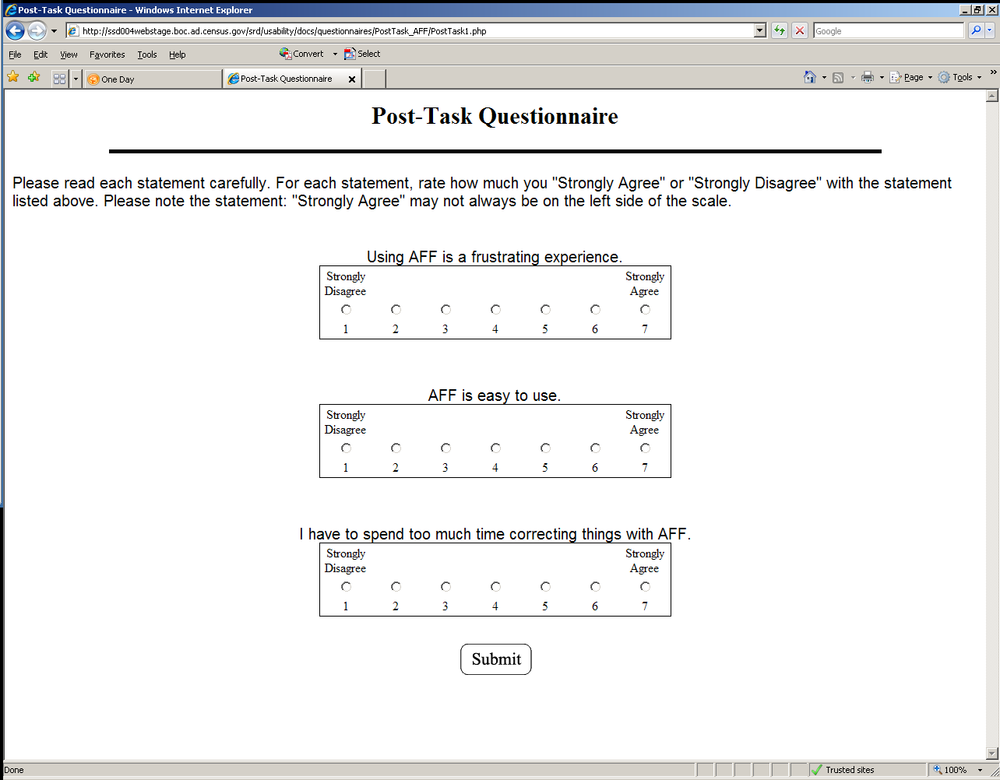 Post-Task Questionnaire - Windows Internet Explorer
http://ssd004webstage.boc.ad.census.gov/srd/usability/docs/questionnaires/PostTask_AFF/PostTask1.php
Google
File Edit View Favorites Tools Help Convert Select
One Day Post-Task Questionnaire Page Tools
Post-Task Questionnaire
Please read each statement carefully. For each statement, rate how much you "Strongly Agree" or "Strongly Disagree" with the statement
listed above. Please note the statement: "Strongly Agree" may not always be on the left side of the scale.
Using AFF is a frustrating experience.
Strongly Strongly
Disagree Agree
1 2 3 4 5 6 7
AFF is easy to use.
Strongly Strongly
Disagree Agree
1 2 3 4 5 6 7
I have to spend too much time correcting things with AFF.
Strongly Strongly
Disagree Agree
1 2 3 4 5 6 7
Submit
Done Trusted sites 100%